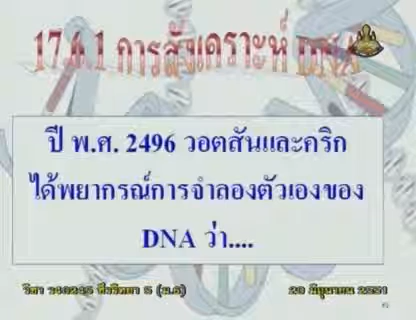 17.4.1 การสังเคราะห์ DNA
ปี พ.ศ. 2496 วอตสันและคริก
ได้พยากรณ์การจำลองตัวเองของ
DNA ว่า....
วิชา ว40245 ชีววิทยา 5 (ม.6)
20 มิถุนายน 2551